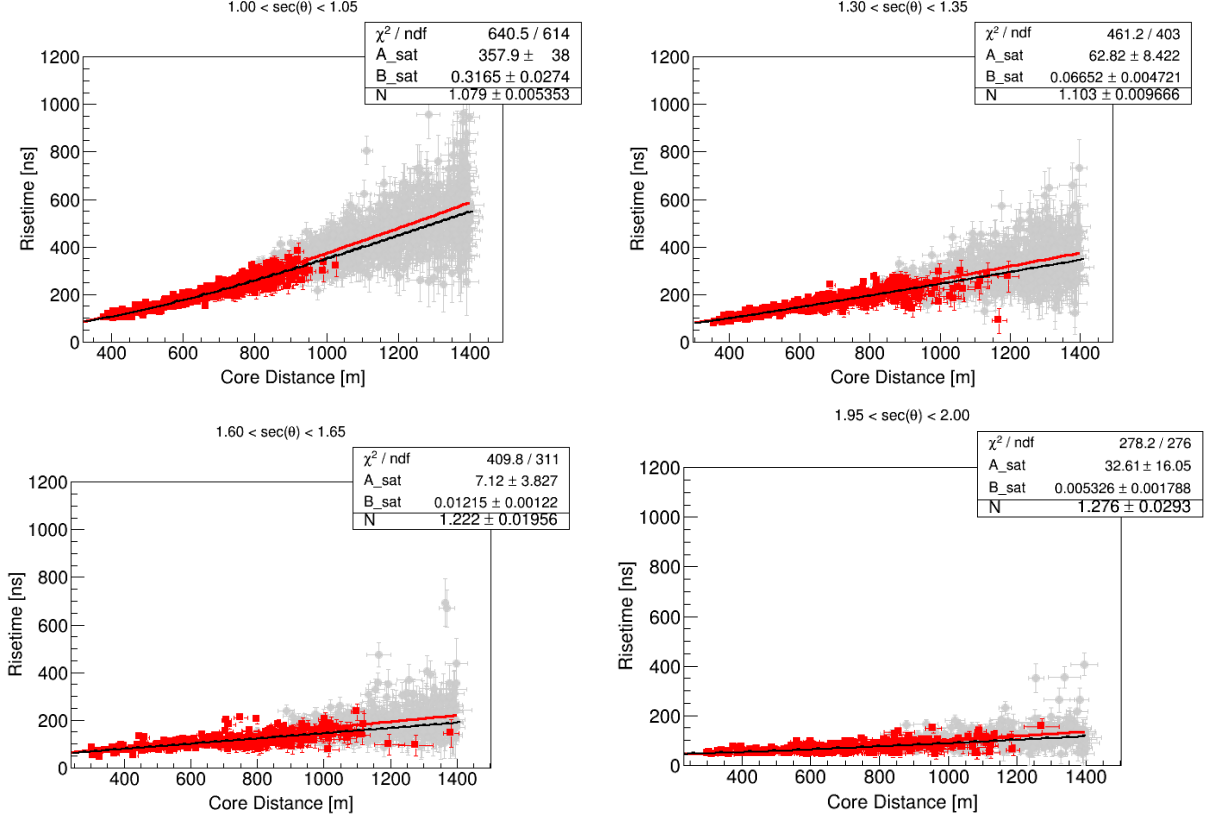 1.00 < sec(θ) < 1.05
χ² / ndf 640.5 / 614
A_sat 357.9 ± 38
B_sat 0.3165 ± 0.0274
N 1.079 ± 0.005353
1200
1000
800
600
400
200
0
Risetime [ns]
400 600 800 1000 1200 1400
Core Distance [m]
1.30 < sec(θ) < 1.35
χ² / ndf 461.2 / 403
A_sat 62.82 ± 8.422
B_sat 0.06652 ± 0.004721
N 1.103 ± 0.009666
1200
1000
800
600
400
200
0
Risetime [ns]
400 600 800 1000 1200 1400
Core Distance [m]
1.60 < sec(θ) < 1.65
χ² / ndf 409.8 / 311
A_sat 7.12 ± 3.827
B_sat 0.01215 ± 0.00122
N 1.222 ± 0.01956
1200
1000
800
600
400
200
0
Risetime [ns]
400 600 800 1000 1200 1400
Core Distance [m]
1.95 < sec(θ) < 2.00
χ² / ndf 278.2 / 276
A_sat 32.61 ± 16.05
B_sat 0.005326 ± 0.001788
N 1.276 ± 0.0293
1200
1000
800
600
400
200
0
Risetime [ns]
400 600 800 1000 1200 1400
Core Distance [m]